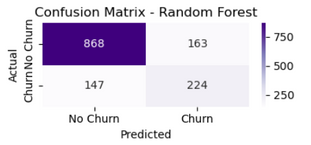 Confusion Matrix - Random Forest
Actual
No Churn
Churn
868
163
147
224
No Churn
Churn
Predicted
750
500
250